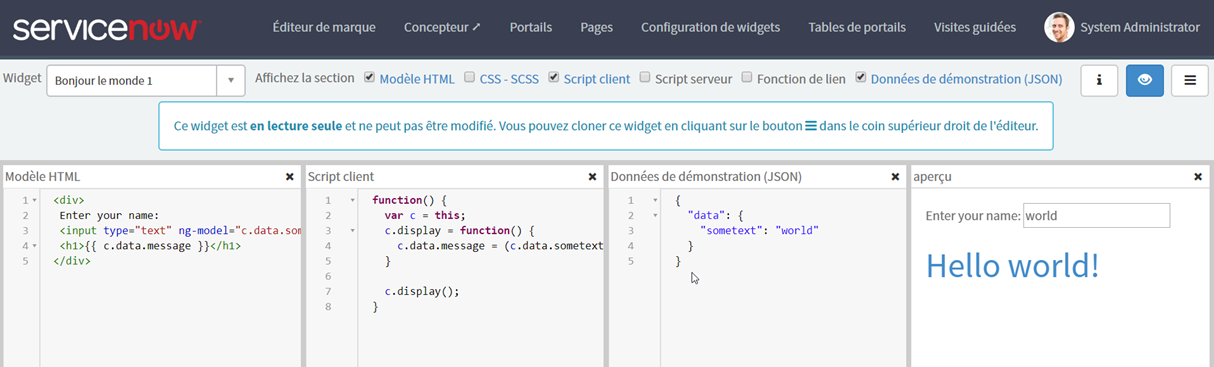 servicenow Éditeur de marque Concepteur Portails Pages Configuration de widgets Tables de portails Visites guidées System Administrator
Widget Bonjour le monde 1 Affichez la section Modèle HTML CSS - SCSS Script client Script serveur Fonction de lien Données de démonstration (JSON)
Ce widget est en lecture seule et ne peut pas être modifié. Vous pouvez cloner ce widget en cliquant sur le bouton dans le coin supérieur droit de l'éditeur.
Modèle HTML
1 <div>
2 Enter your name:
3 <input type="text" ng-model="c.data.som
4 <h1>{{ c.data.message }}</h1>
5 </div>
Script client
1 function() {
2 var c = this;
3 c.display = function() {
4 c.data.message = (c.data.sometext
5 }
6
7 c.display();
8 }
Données de démonstration (JSON)
1 {
2 "data": {
3 "sometext": "world"
4 }
5 }
aperçu
Enter your name: world
Hello world!